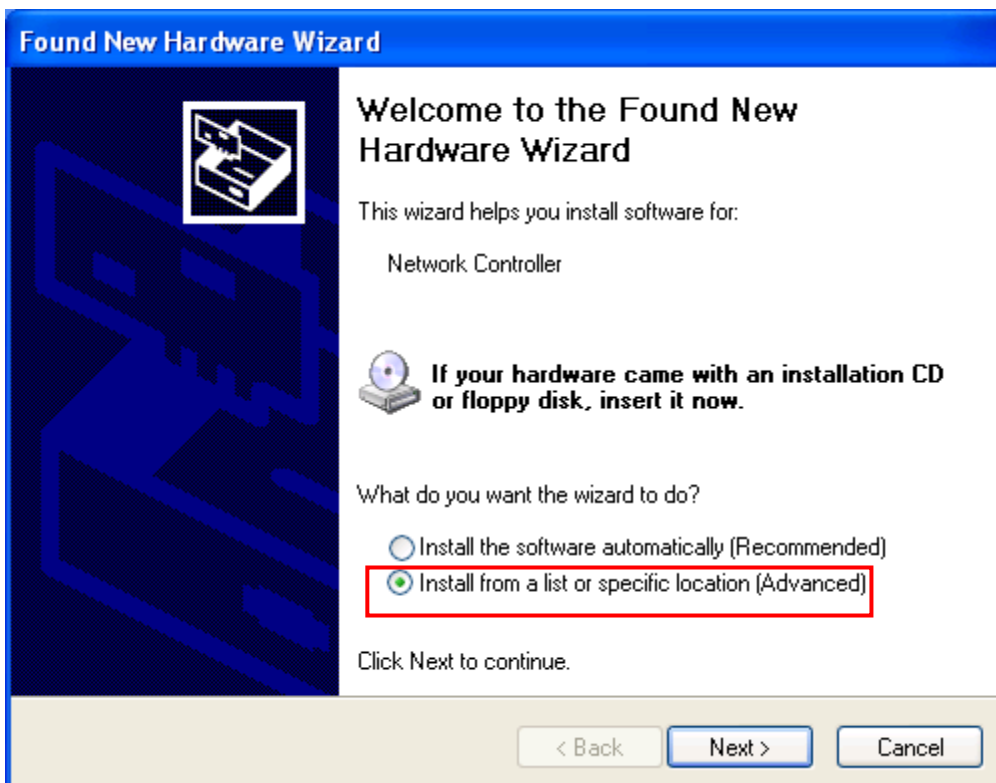 Found New Hardware Wizard
Welcome to the Found New
Hardware Wizard
This wizard helps you install software for:
Network Controller
If your hardware came with an installation CD
or floppy disk, insert it now.
What do you want the wizard to do?
Install the software automatically (Recommended)
Install from a list or specific location (Advanced)
Click Next to continue.
< Back
Next >
Cancel